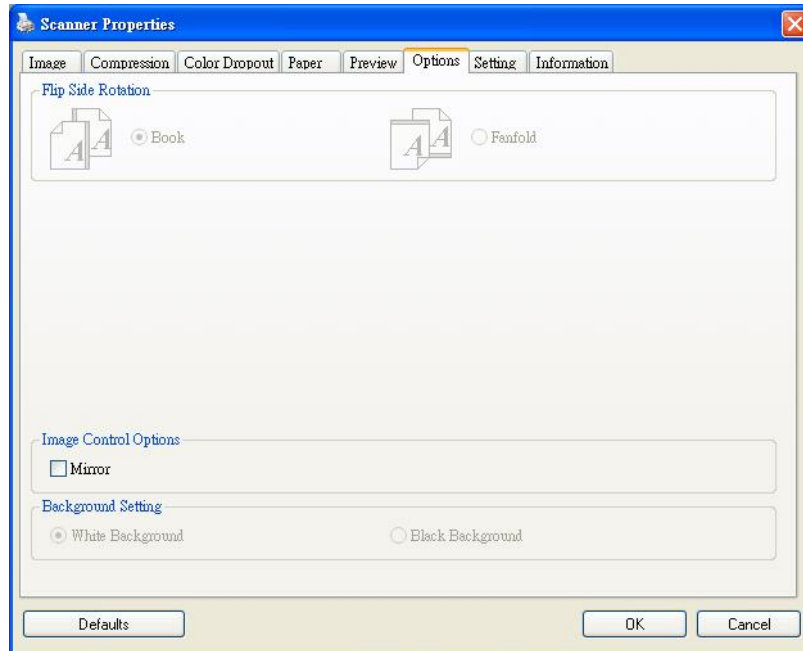 Scanner Properties
Image Compression Color Dropout Paper Preview Options Setting Information
Flip Side Rotation
A A Book A A Fanfold
Image Control Options
Mirror
Background Setting
White Background Black Background
Defaults OK Cancel